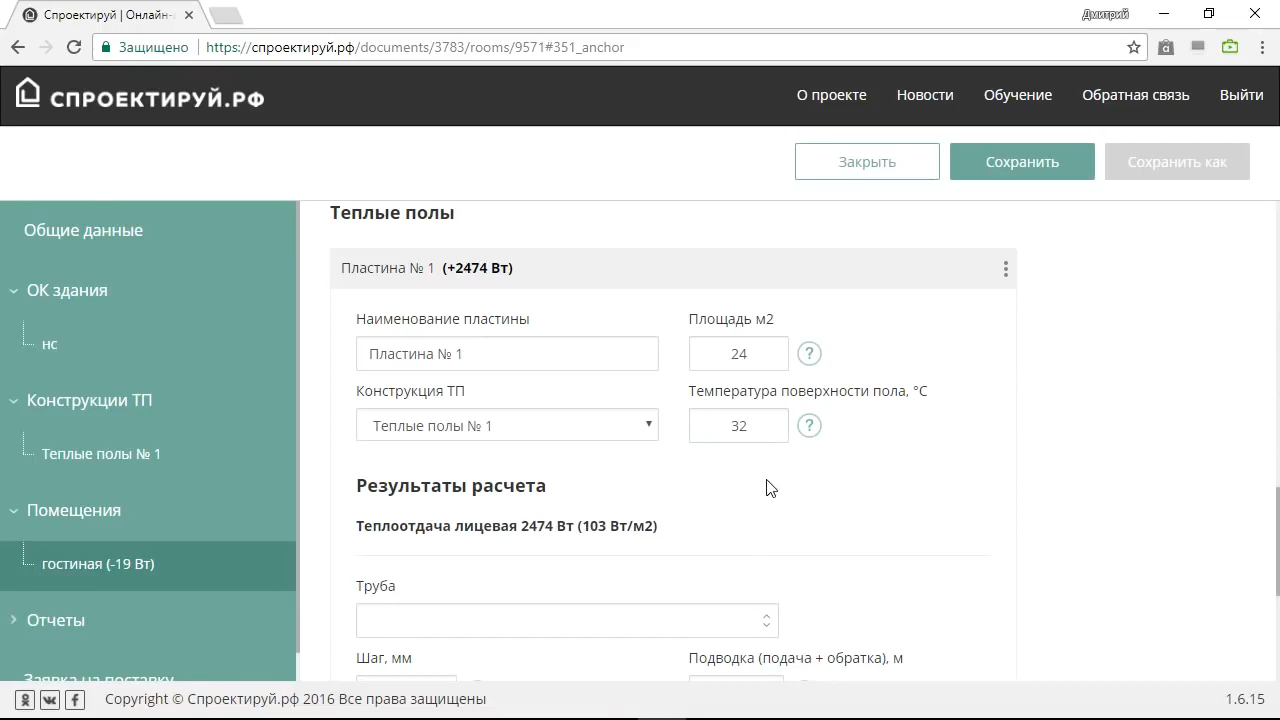 Спроектируй | Онлайн-
Дмитрий
Защищено
https://спроектируй.рф/documents/3783/rooms/9571#351_anchor
СПРОЕКТИРУЙ.РФ
О проекте
Новости
Обучение
Обратная связь
Выйти
Закрыть
Сохранить
Сохранить как
Общие данные
ОК здания
нс
Конструкции ТП
Теплые полы № 1
Помещения
гостиная (-19 Вт)
Отчеты
Заявка на поставку
Теплые полы
Пластина № 1 (+2474 Вт)
Наименование пластины
Площадь м2
Пластина № 1
24
?
Конструкция ТП
Температура поверхности пола, °C
Теплые полы № 1
32
?
Результаты расчета
Теплоотдача лицевая 2474 Вт (103 Вт/м2)
Труба
Шаг, мм
Подводка (подача + обратка), м
Copyright © Спроектируй.рф 2016 Все права защищены
1.6.15